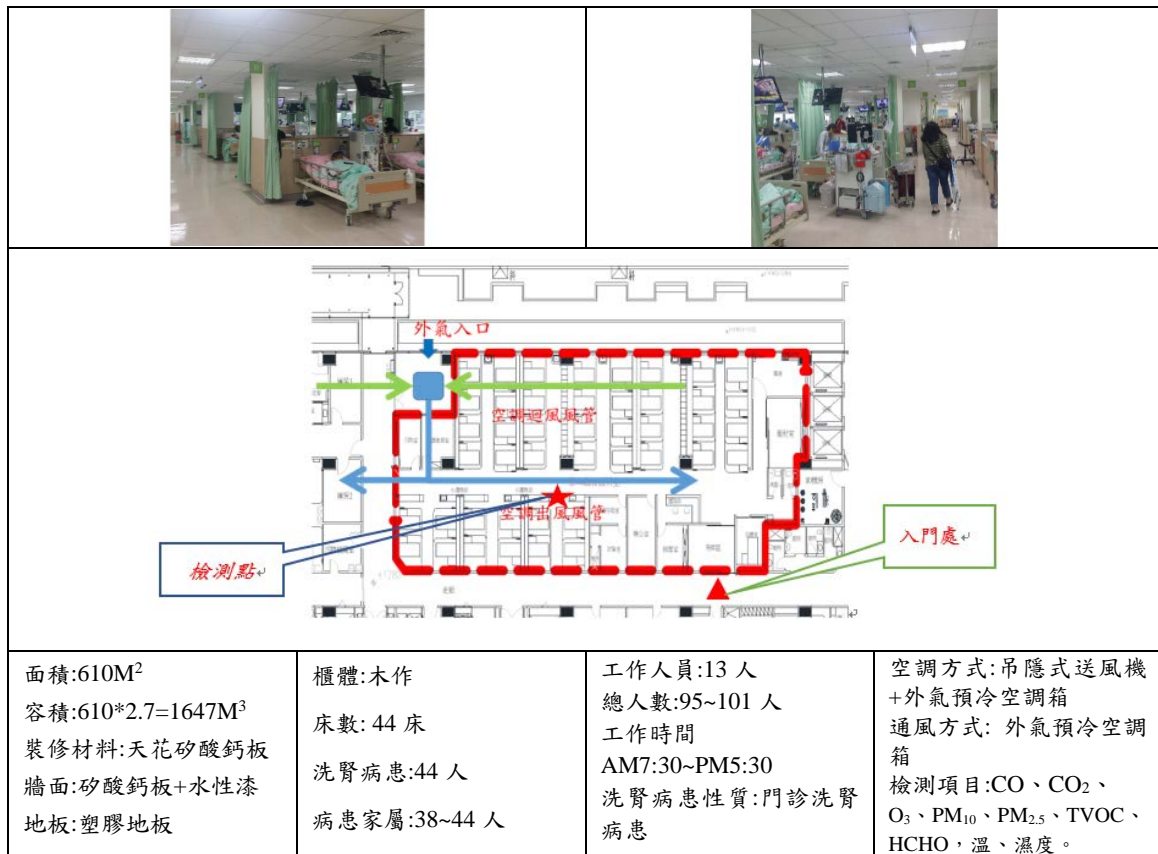 外氣入口
空調迴風風管
空調出風風管
檢測點
入門處
面積:610M²
容積:610*2.7=1647M³
裝修材料:天花矽酸鈣板
牆面:矽酸鈣板+水性漆
地板:塑膠地板
櫃體:木作
床數: 44 床
洗腎病患:44 人
病患家屬:38~44 人
工作人員:13 人
總人數:95~101 人
工作時間
AM7:30~PM5:30
洗腎病患性質:門診洗腎
病患
空調方式:吊隱式送風機
+外氣預冷空調箱
通風方式: 外氣預冷空調
箱
檢測項目:CO、CO₂、
O₃、PM₁₀、PM₂.₅、TVOC、
HCHO，溫、濕度。